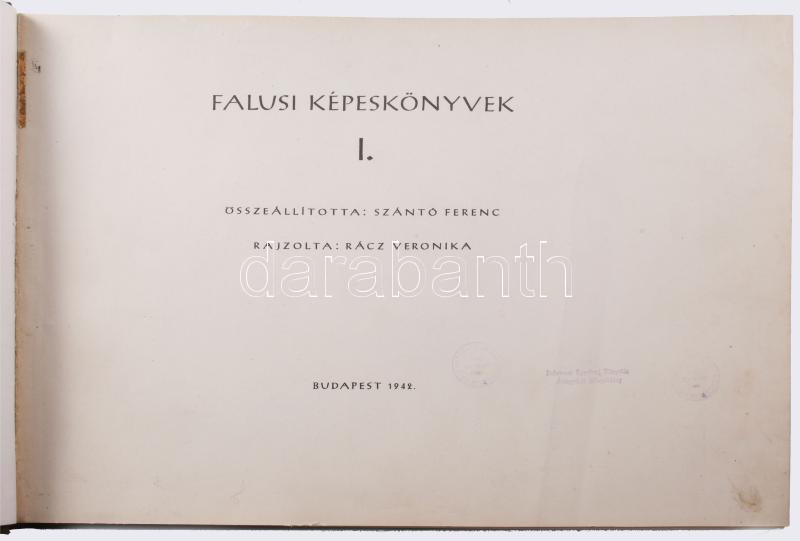 FALUSI KÉPESKÖNYVEK
I.
ÖSSZEÁLLÍTOTTA: SZÁNTÓ FERENC
RAJZOLTA: RÁCZ VERONIKA
darabanth
BUDAPEST 1942.